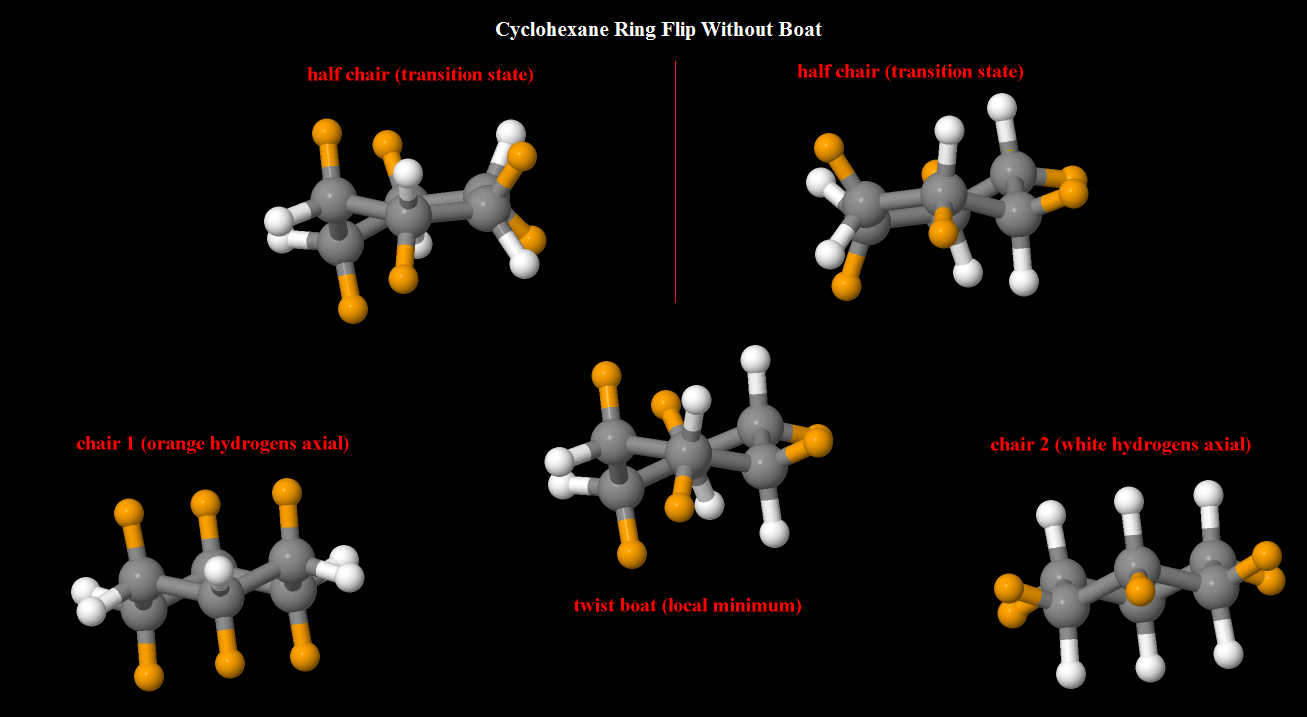 Cyclohexane Ring Flip Without Boat
half chair (transition state)
half chair (transition state)
chair 1 (orange hydrogens axial)
chair 2 (white hydrogens axial)
twist boat (local minimum)